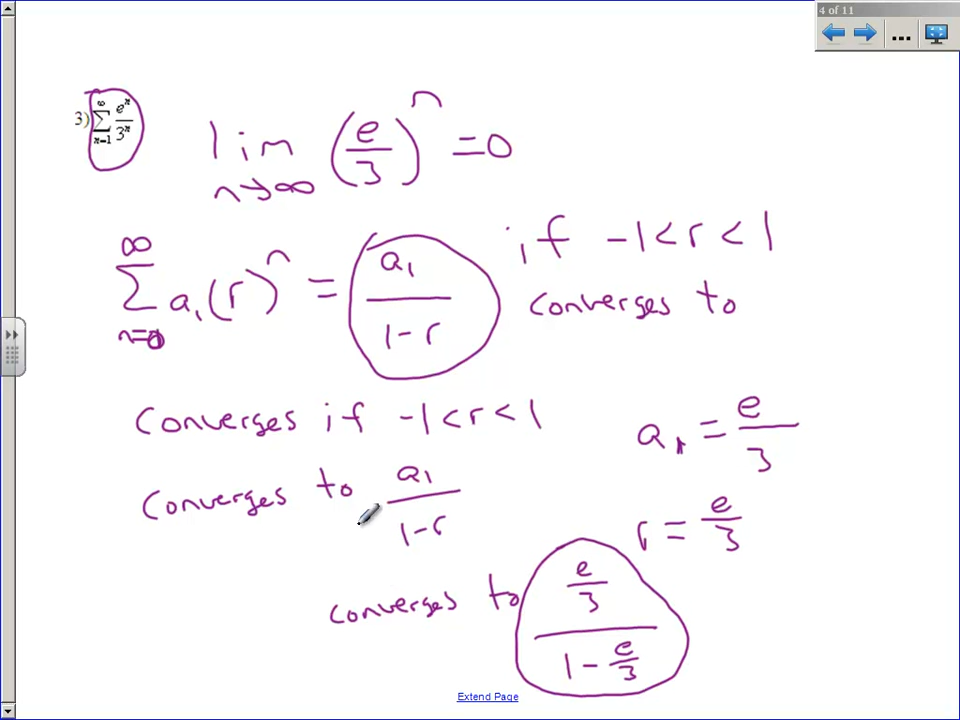 4 of 11
3) ∞ ∑ n=1 e^n / 3^n
lim n→∞ (e/3)^n = 0
∞ ∑ n=0 a₁(r)^n = a₁ / (1-r) if -1<r<1
converges to
Converges if -1<r<1
a₁ = e/3
Converges to a₁ / (1-r)
r = e/3
converges to (e/3) / (1 - e/3)
Extend Page